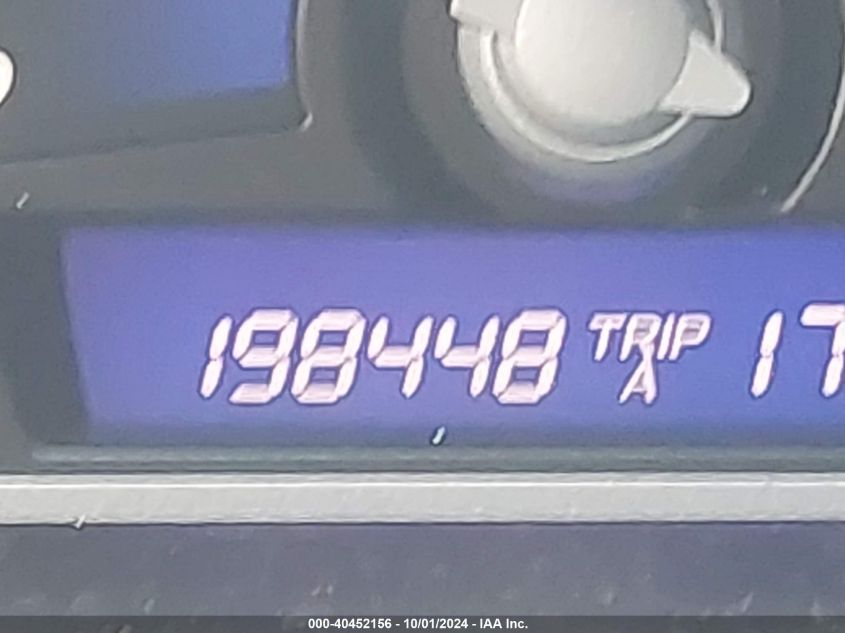 198448 TRIP A 17
000-40452156 - 10/01/2024 - IAA Inc.